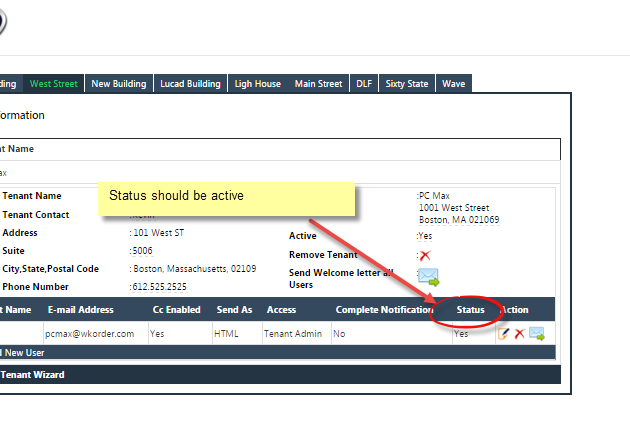 ding West Street New Building Lucad Building Ligh House Main Street DLF Sixty State Wave
formation
nt Name
ax
Status should be active
Tenant Name :PC Max
1001 West Street
Boston, MA 021069
Tenant Contact
Address : 101 West ST
Active :Yes
Suite : 5006
Remove Tenant :
City,State,Postal Code : Boston, Massachusetts, 02109
Send Welcome letter all Users :
Phone Number : 612.525.2525
t Name E-mail Address Cc Enabled Send As Access Complete Notification Status Action
pcmax@wkorder.com Yes HTML Tenant Admin No Yes
d New User
Tenant Wizard